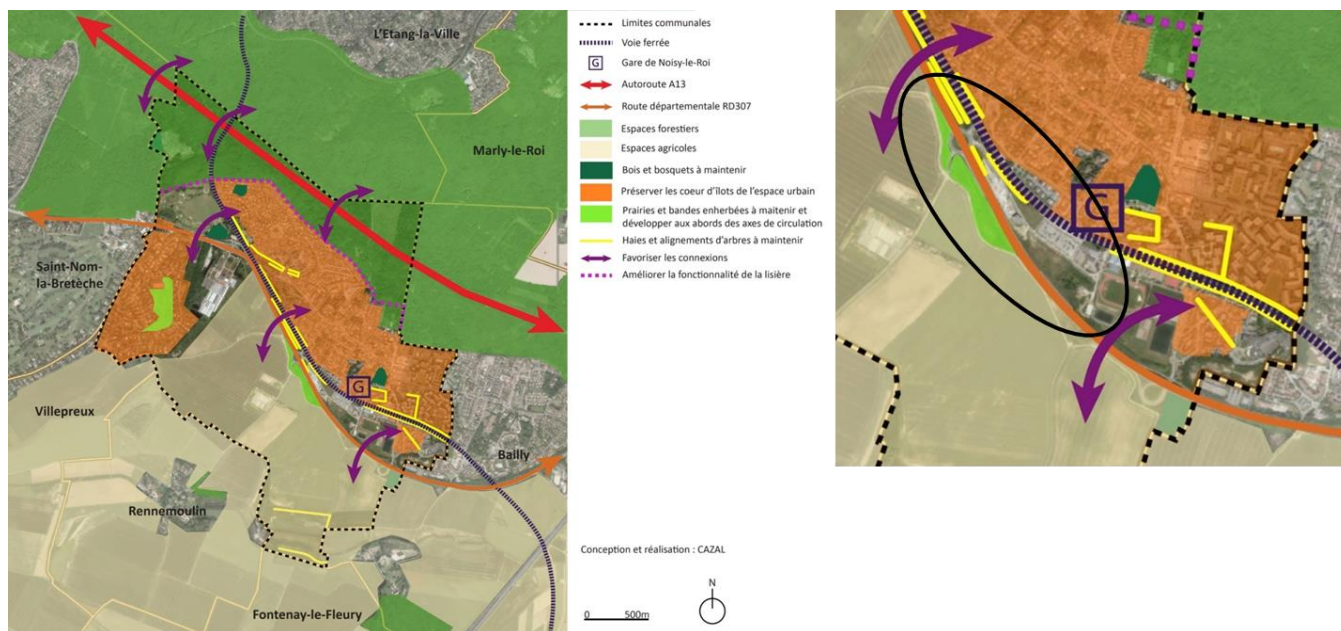 L'Etang-la-Ville
Marly-le-Roi
Saint-Nom-
la-Bretèche
G
Villepreux
Bailly
Rennemoulin
Fontenay-le-Fleury
Limites communales
Voie ferrée
G Gare de Noisy-le-Roi
Autoroute A13
Route départementale RD307
Espaces forestiers
Espaces agricoles
Bois et bosquets à maintenir
Préserver les coeur d'îlots de l'espace urbain
Prairies et bandes enherbées à maitenir et
développer aux abords des axes de circulation
Haies et alignements d'arbres à maintenir
Favoriser les connexions
Améliorer la fonctionnalité de la lisière
Conception et réalisation : CAZAL
N
0 500m
G